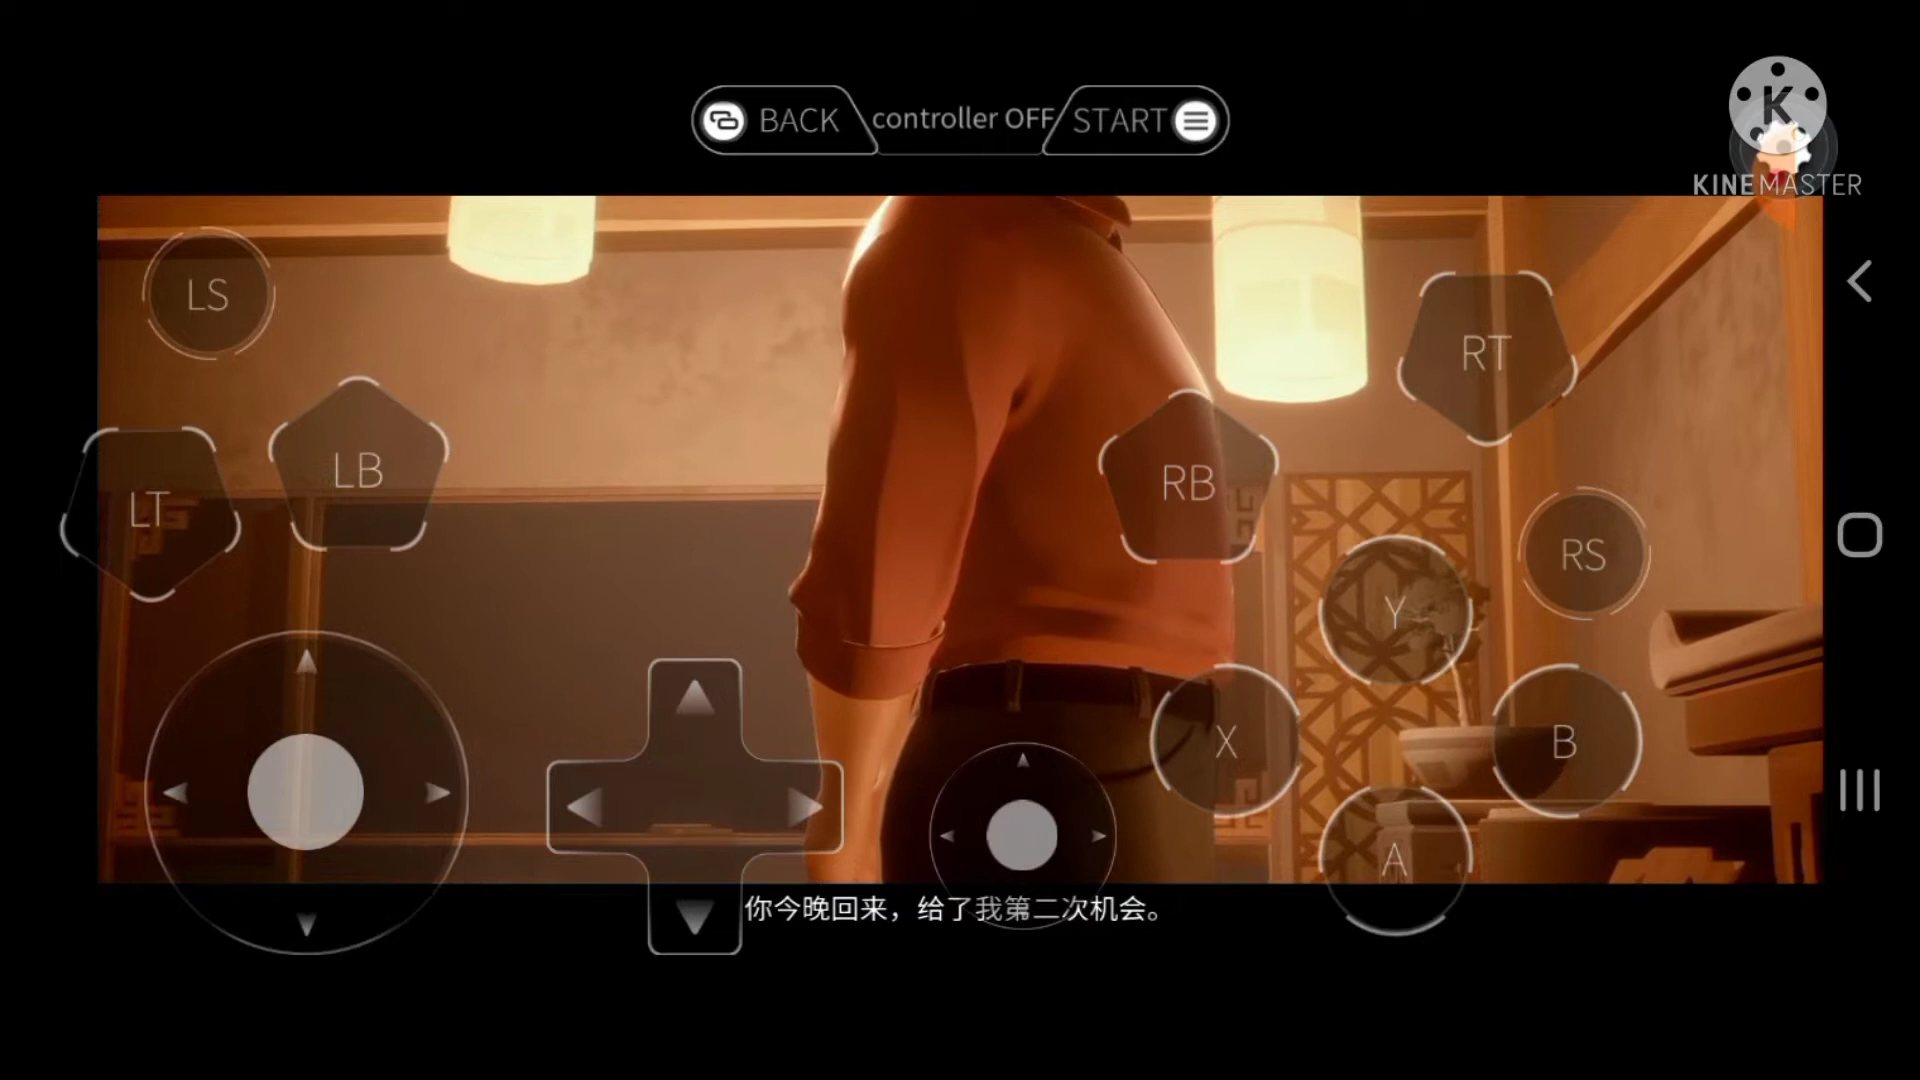 BACK
controller OFF
START
K
KINEMASTER
LS
RT
LB
LT
RB
RS
Y
X
B
A
你今晚回来，给了我第二次机会。